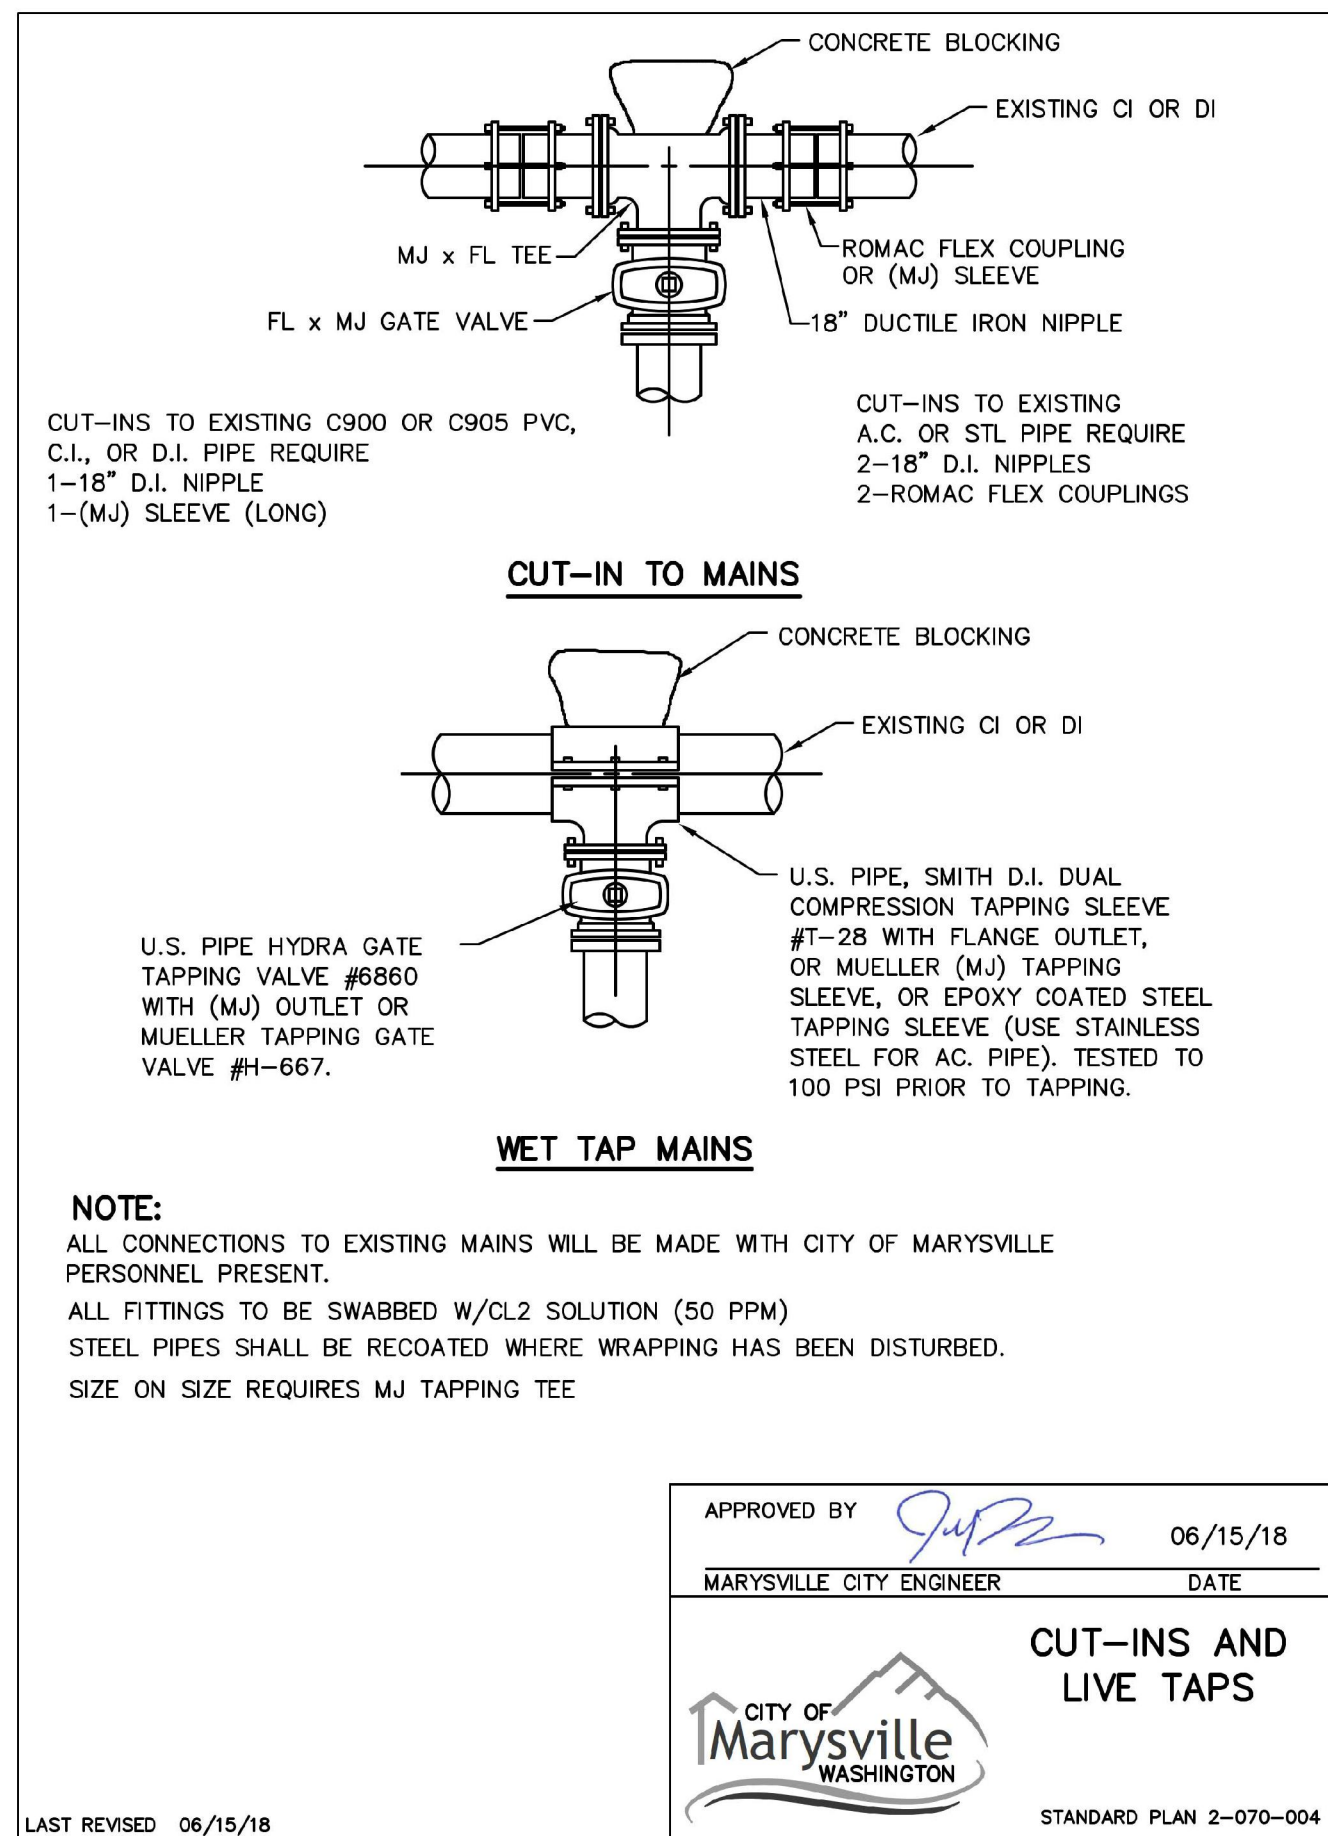 CONCRETE BLOCKING
EXISTING CI OR DI
MJ x FL TEE
ROMAC FLEX COUPLING
OR (MJ) SLEEVE
FL x MJ GATE VALVE
18" DUCTILE IRON NIPPLE
CUT-INS TO EXISTING C900 OR C905 PVC,
C.I., OR D.I. PIPE REQUIRE
1-18" D.I. NIPPLE
1-(MJ) SLEEVE (LONG)
CUT-INS TO EXISTING
A.C. OR STL PIPE REQUIRE
2-18" D.I. NIPPLES
2-ROMAC FLEX COUPLINGS
CUT-IN TO MAINS
CONCRETE BLOCKING
EXISTING CI OR DI
U.S. PIPE HYDRA GATE
TAPPING VALVE #6860
WITH (MJ) OUTLET OR
MUELLER TAPPING GATE
VALVE #H-667.
U.S. PIPE, SMITH D.I. DUAL
COMPRESSION TAPPING SLEEVE
#T-28 WITH FLANGE OUTLET,
OR MUELLER (MJ) TAPPING
SLEEVE, OR EPOXY COATED STEEL
TAPPING SLEEVE (USE STAINLESS
STEEL FOR AC. PIPE). TESTED TO
100 PSI PRIOR TO TAPPING.
WET TAP MAINS
NOTE:
ALL CONNECTIONS TO EXISTING MAINS WILL BE MADE WITH CITY OF MARYSVILLE
PERSONNEL PRESENT.
ALL FITTINGS TO BE SWABBED W/CL2 SOLUTION (50 PPM)
STEEL PIPES SHALL BE RECOATED WHERE WRAPPING HAS BEEN DISTURBED.
SIZE ON SIZE REQUIRES MJ TAPPING TEE
APPROVED BY
06/15/18
MARYSVILLE CITY ENGINEER
DATE
CUT-INS AND
LIVE TAPS
CITY OF
Marysville
WASHINGTON
STANDARD PLAN 2-070-004
LAST REVISED 06/15/18